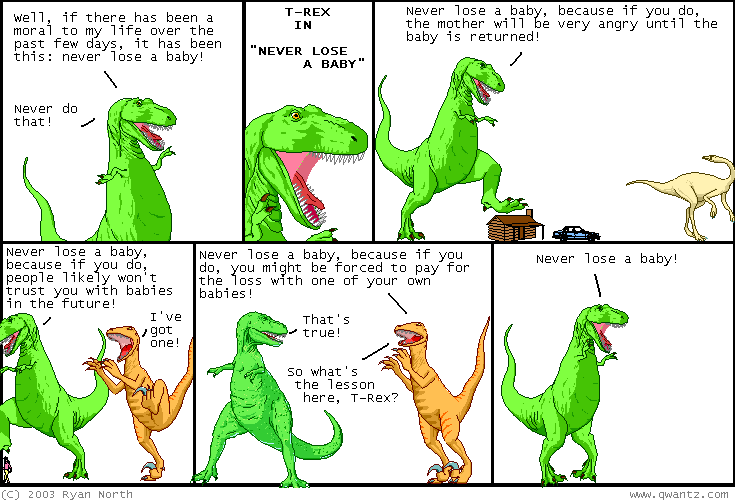 Well, if there has been a
moral to my life over the
past few days, it has been
this: never lose a baby!
Never do
that!
T-REX
IN
"NEVER LOSE
A BABY"
Never lose a baby, because if you do,
the mother will be very angry until the
baby is returned!
Never lose a baby,
because if you do,
people likely won't
trust you with babies
in the future!
I've
got
one!
Never lose a baby, because if you
do, you might be forced to pay for
the loss with one of your own
babies!
That's
true!
So what's
the lesson
here, T-Rex?
Never lose a baby!
(C) 2003 Ryan North
www.qwantz.com